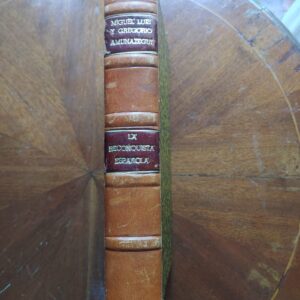 MIGUEL LUIS
Y GREGORIO
AMUNATEGUI
LA
RECONQUISTA
ESPAÑOLA